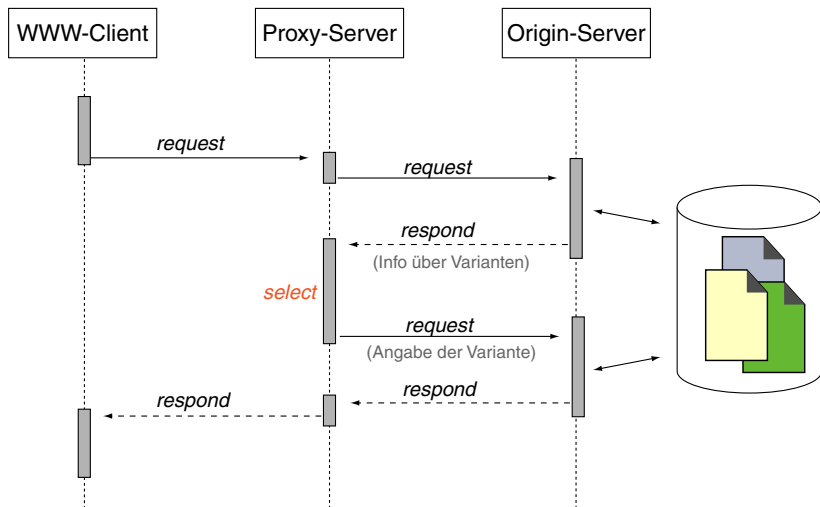 WWW-Client
Proxy-Server
Origin-Server
request
request
respond
(Info über Varianten)
select
request
(Angabe der Variante)
respond
respond